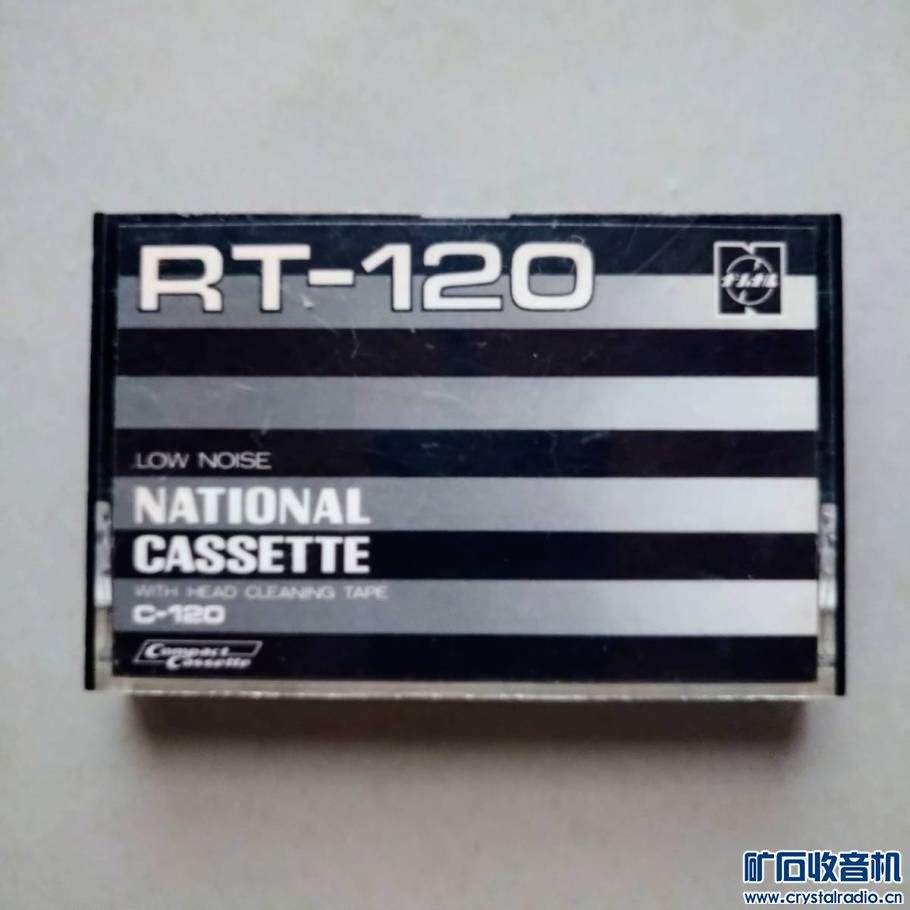 RT-120
LOW NOISE
NATIONAL
CASSETTE
WITH HEAD CLEANING TAPE
C-120
Compact
Cassette
矿石收音机
www.crystalradio.cn